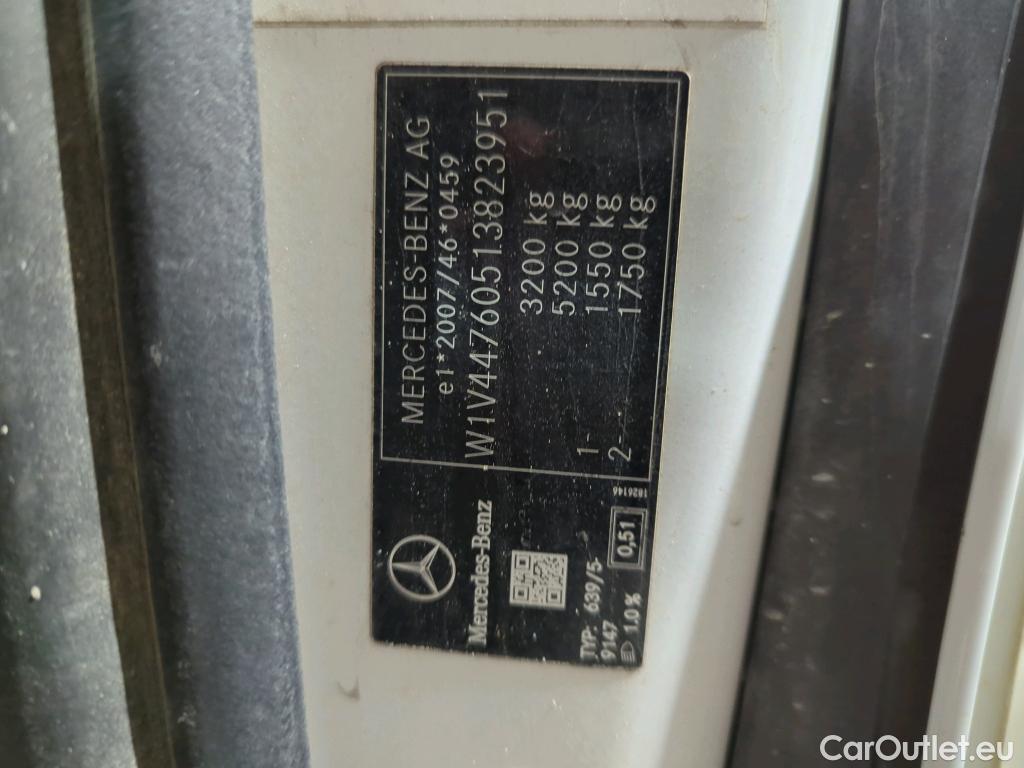 MERCEDES-BENZ AG
e1*2007/46*0459
W1V44760513823951
3200 kg
5200 kg
1- 1550 kg
2- 1750 kg
Mercedes-Benz
TYP: 639/5
9147
1.0 %
0,51
1826146
CarOutlet.eu